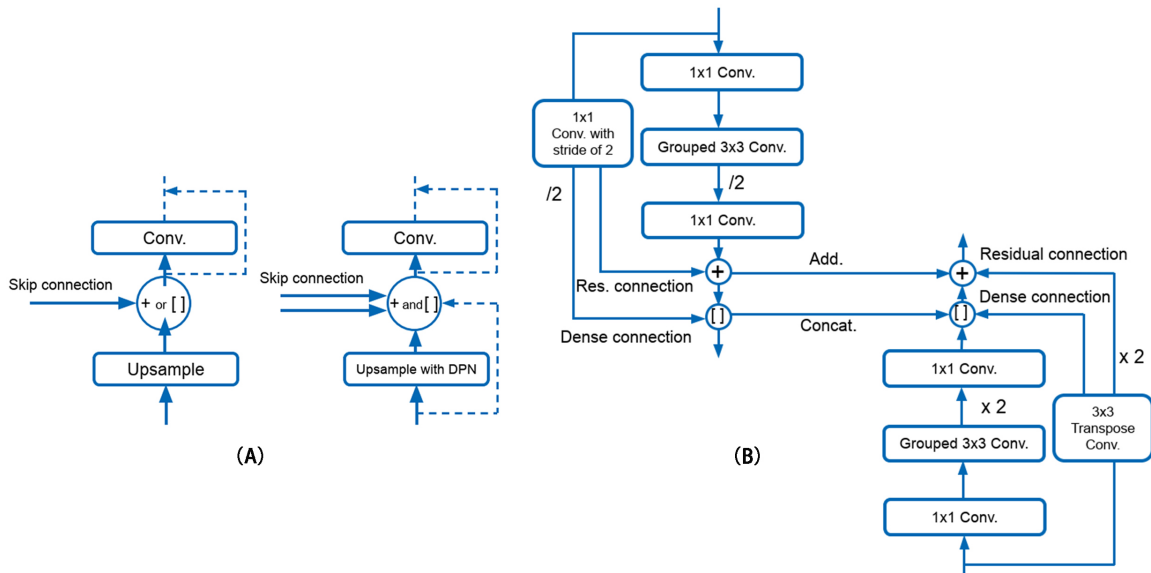 Conv.
Skip connection
+ or [ ]
Upsample
Conv.
Skip connection
+ and [ ]
Upsample with DPN
(A)
1x1 Conv.
1x1
Conv. with
stride of 2
Grouped 3x3 Conv.
/2
/2
1x1 Conv.
+
Res. connection
Add.
[ ]
Dense connection
Concat.
Residual connection
+
Dense connection
[ ]
1x1 Conv.
x 2
x 2
3x3
Transpose
Conv.
Grouped 3x3 Conv.
1x1 Conv.
(B)